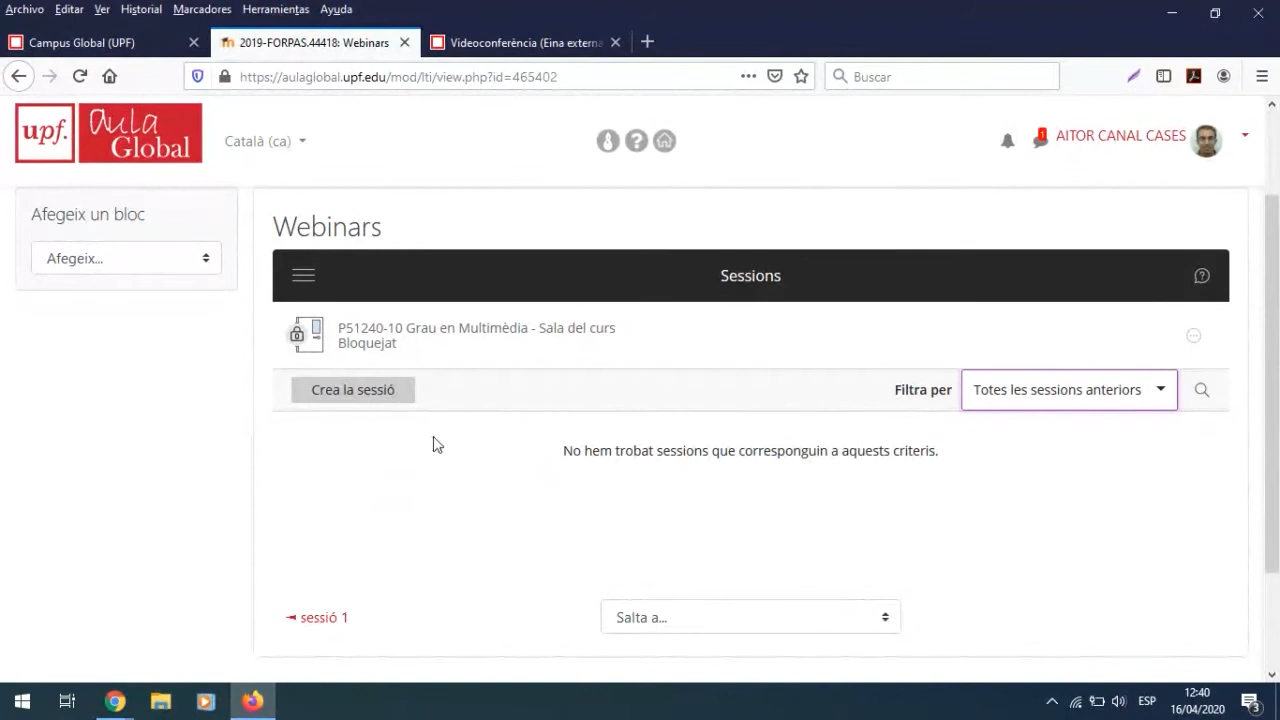 Archivo Editar Ver Historial Marcadores Herramientas Ayuda
Campus Global (UPF)
2019-FORPAS.44418: Webinars
Videoconferència (Eina externa
https://aulaglobal.upf.edu/mod/lti/view.php?id=465402
Buscar
upf. aula Global
Català (ca)
1
AITOR CANAL CASES
Afegeix un bloc
Afegeix...
Webinars
Sessions
P51240-10 Grau en Multimèdia - Sala del curs
Bloquejat
Crea la sessió
Filtra per
Totes les sessions anteriors
No hem trobat sessions que corresponguin a aquests criteris.
◄ sessió 1
Salta a...
ESP
12:40
16/04/2020
3